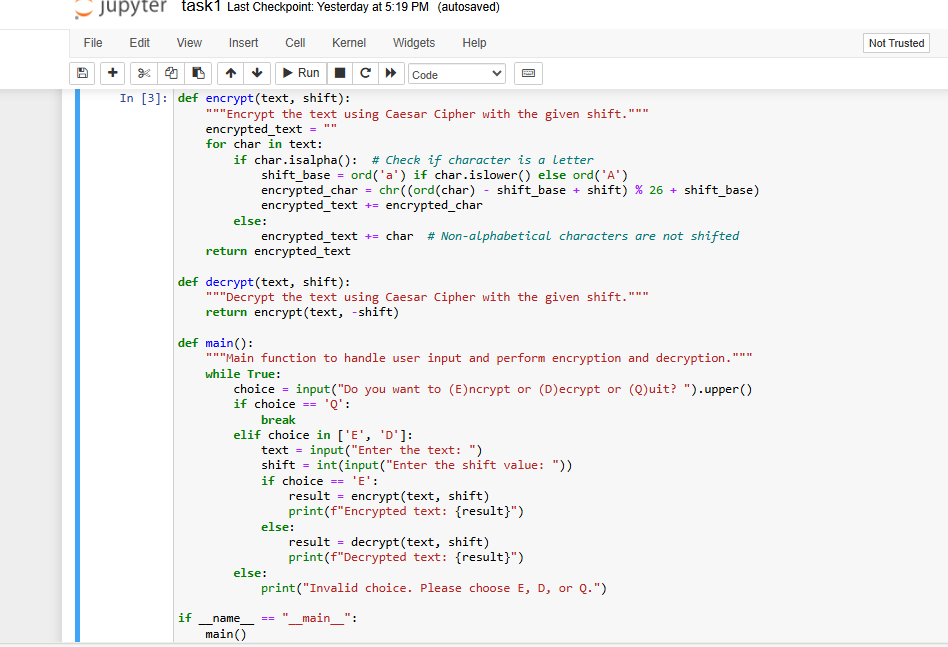 jupyter task1 Last Checkpoint: Yesterday at 5:19 PM (autosaved)
File Edit View Insert Cell Kernel Widgets Help Not Trusted
Run Code
In [3]: def encrypt(text, shift):
    """Encrypt the text using Caesar Cipher with the given shift."""
    encrypted_text = ""
    for char in text:
        if char.isalpha():  # Check if character is a letter
            shift_base = ord('a') if char.islower() else ord('A')
            encrypted_char = chr((ord(char) - shift_base + shift) % 26 + shift_base)
            encrypted_text += encrypted_char
        else:
            encrypted_text += char  # Non-alphabetical characters are not shifted
    return encrypted_text

def decrypt(text, shift):
    """Decrypt the text using Caesar Cipher with the given shift."""
    return encrypt(text, -shift)

def main():
    """Main function to handle user input and perform encryption and decryption."""
    while True:
        choice = input("Do you want to (E)ncrypt or (D)ecrypt or (Q)uit? ").upper()
        if choice == 'Q':
            break
        elif choice in ['E', 'D']:
            text = input("Enter the text: ")
            shift = int(input("Enter the shift value: "))
            if choice == 'E':
                result = encrypt(text, shift)
                print(f"Encrypted text: {result}")
            else:
                result = decrypt(text, shift)
                print(f"Decrypted text: {result}")
        else:
            print("Invalid choice. Please choose E, D, or Q.")

if __name__ == "__main__":
    main()